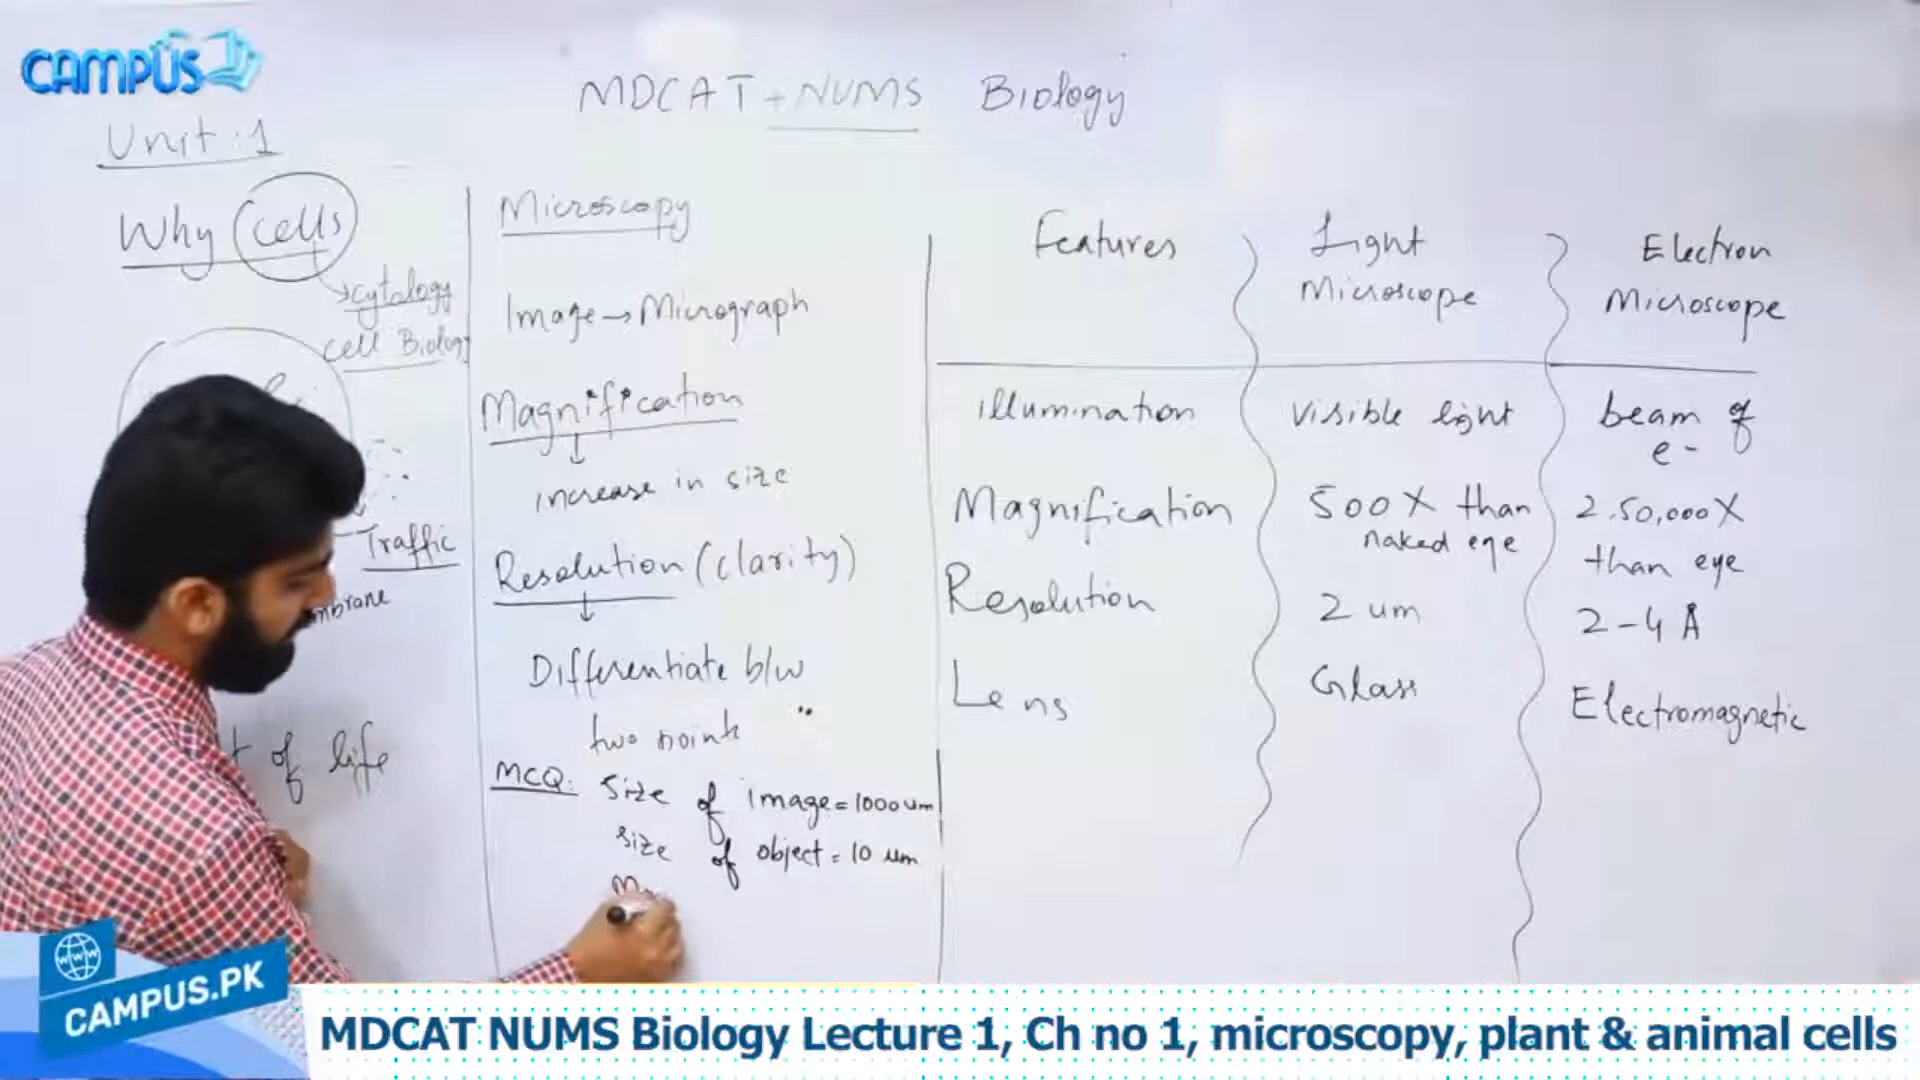 CAMPUS
MDCAT + NUMS Biology
Unit : 1
Why cells
→ cytology
cell Biology
Traffic
of life
Microscopy
Image → Micrograph
Magnification
increase in size
Resolution (clarity)
Differentiate b/w
two points
MCQ: Size of image = 1000 um
size of object = 10 um
Features
Light
Microscope
Electron
Microscope
illumination
visible light
beam of
e-
Magnification
500 X than
naked eye
2.50,000 X
than eye
Resolution
2 um
2-4 Å
Lens
Glass
Electromagnetic
www
CAMPUS.PK
MDCAT NUMS Biology Lecture 1, Ch no 1, microscopy, plant & animal cells